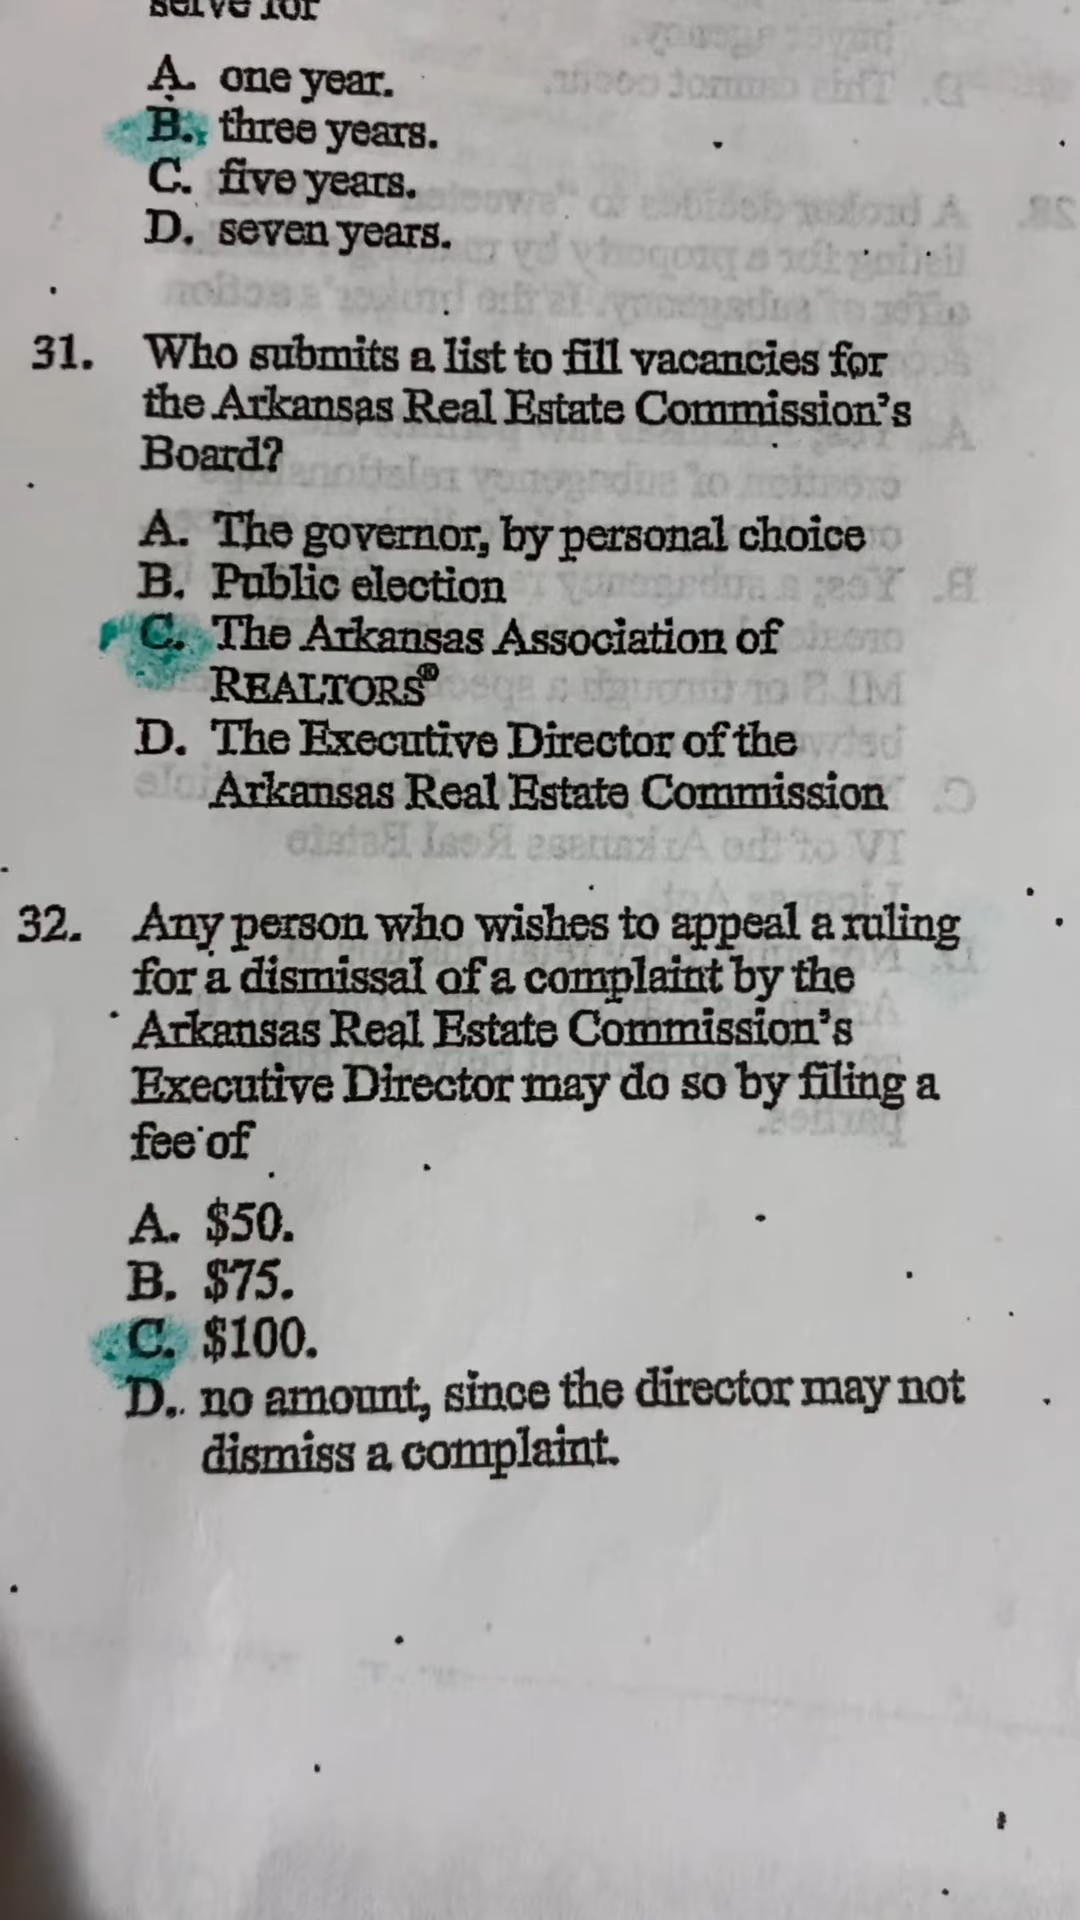 serve for
A. one year.
B. three years.
C. five years.
D. seven years.
31. Who submits a list to fill vacancies for
the Arkansas Real Estate Commission's
Board?
A. The governor, by personal choice
B. Public election
C. The Arkansas Association of
REALTORS®
D. The Executive Director of the
Arkansas Real Estate Commission
32. Any person who wishes to appeal a ruling
for a dismissal of a complaint by the
Arkansas Real Estate Commission's
Executive Director may do so by filing a
fee of
A. $50.
B. $75.
C. $100.
D. no amount, since the director may not
dismiss a complaint.